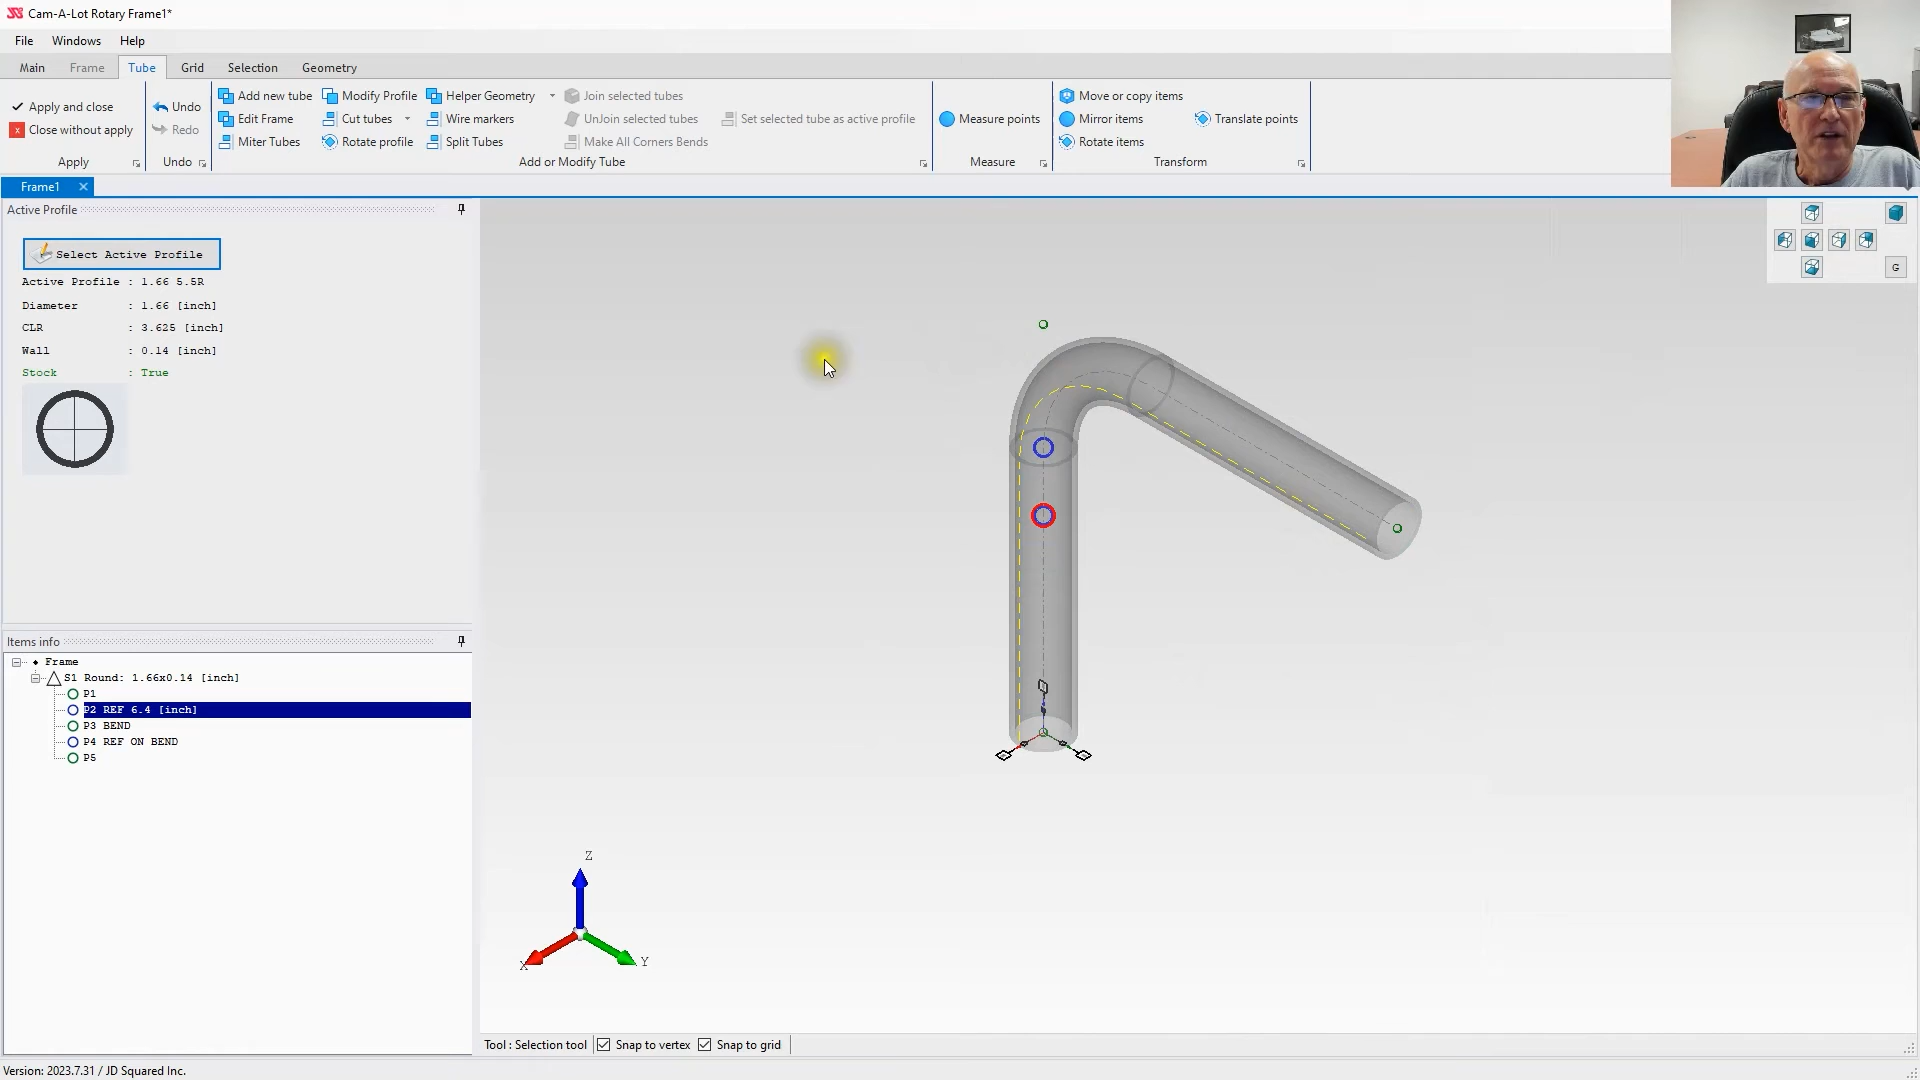 Cam-A-Lot Rotary Frame1*
File Windows Help
Main Frame Tube Grid Selection Geometry
Apply and close
Close without apply
Apply
Undo
Redo
Undo
Add new tube Modify Profile Helper Geometry Join selected tubes
Edit Frame Cut tubes Wire markers UnJoin selected tubes Set selected tube as active profile
Miter Tubes Rotate profile Split Tubes Make All Corners Bends
Add or Modify Tube
Measure points
Measure
Move or copy items
Mirror items Translate points
Rotate items
Transform
Frame1
Active Profile
Select Active Profile
Active Profile : 1.66 5.5R
Diameter : 1.66 [inch]
CLR : 3.625 [inch]
Wall : 0.14 [inch]
Stock : True
Items info
Frame
S1 Round: 1.66x0.14 [inch]
P1
P2 REF 6.4 [inch]
P3 BEND
P4 REF ON BEND
P5
G
Z
X
Y
Tool : Selection tool Snap to vertex Snap to grid
Version: 2023.7.31 / JD Squared Inc.